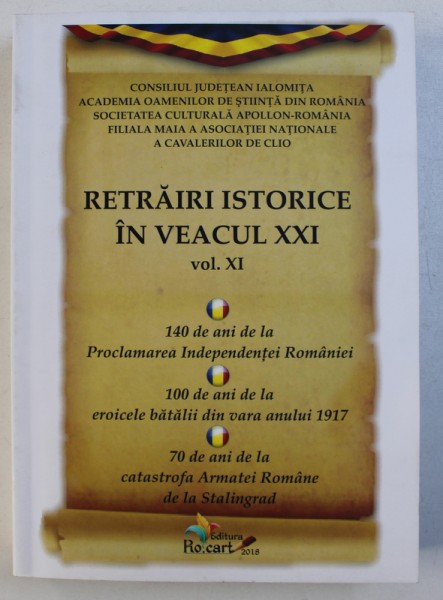 CONSILIUL JUDEȚEAN IALOMIȚA
ACADEMIA OAMENILOR DE ȘTIINȚĂ DIN ROMÂNIA
SOCIETATEA CULTURALĂ APOLLON-ROMÂNIA
FILIALA MAIA A ASOCIAȚIEI NAȚIONALE
A CAVALERILOR DE CLIO
RETRĂIRI ISTORICE
ÎN VEACUL XXI
vol. XI
140 de ani de la
Proclamarea Independenței României
100 de ani de la
eroicele bătălii din vara anului 1917
70 de ani de la
catastrofa Armatei Române
de la Stalingrad
editura
Ro.cart 2018